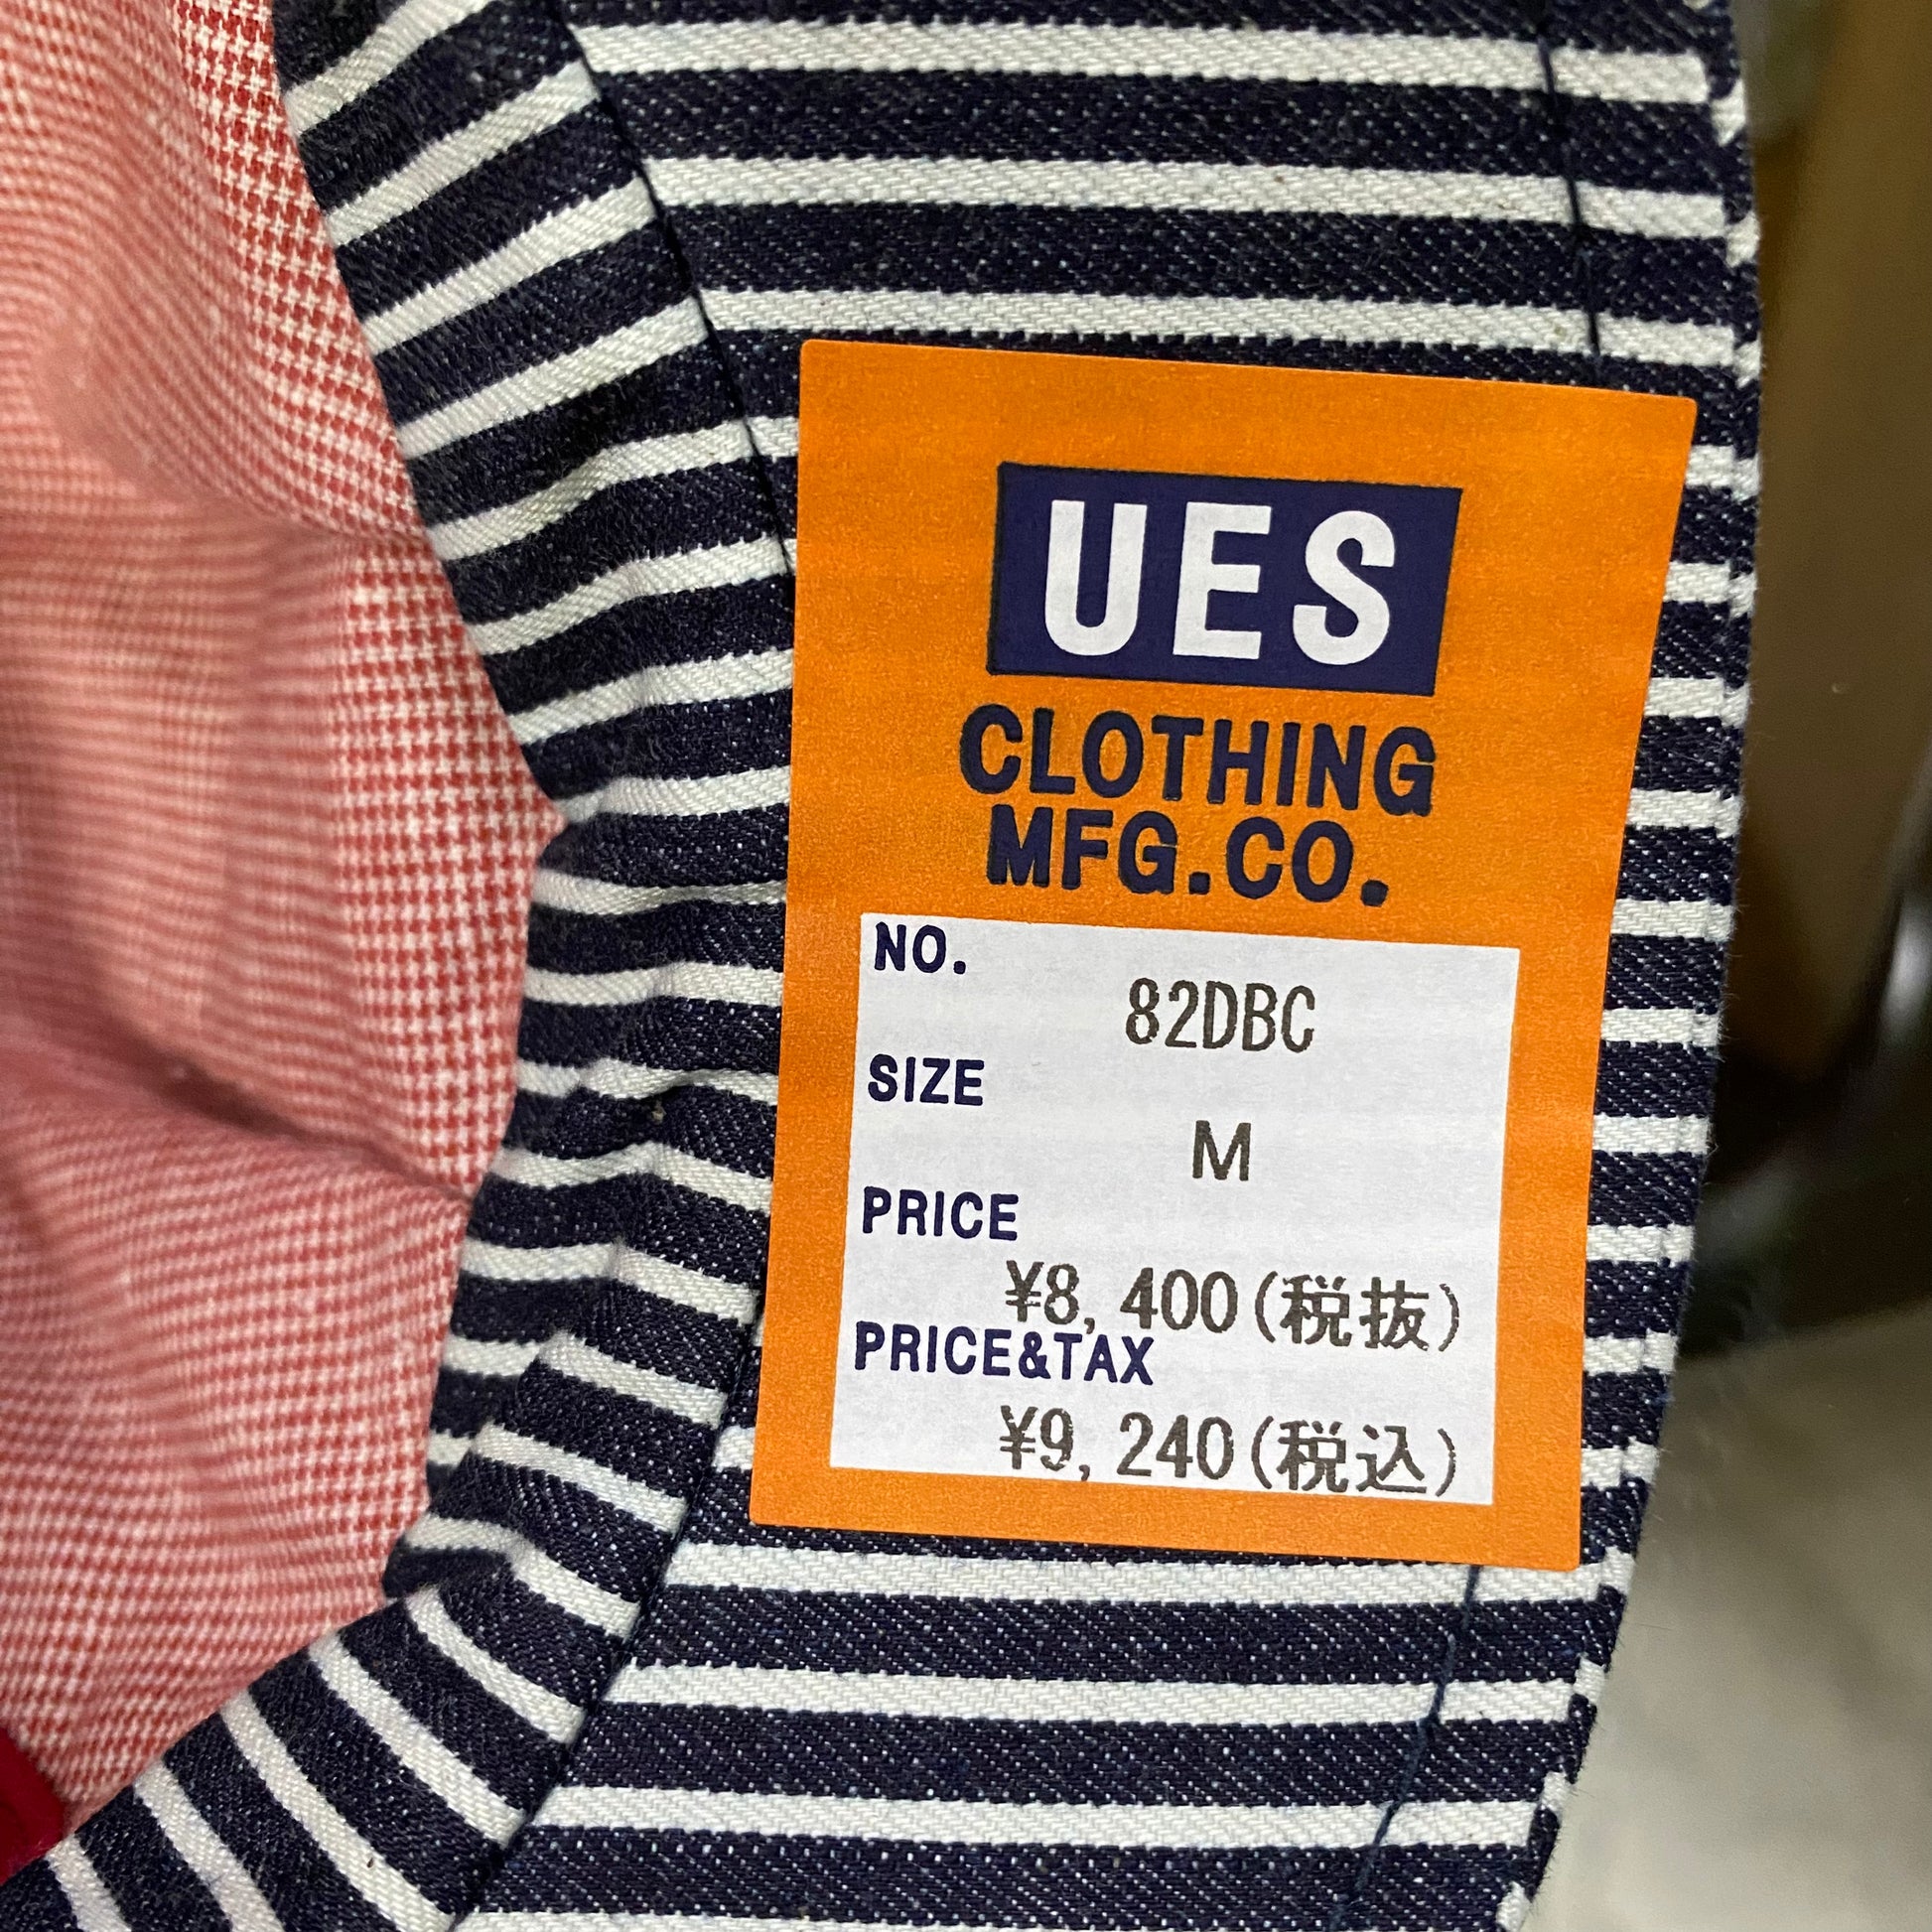 UES
CLOTHING
MFG.CO.
NO.
82DBC
SIZE
M
PRICE
¥8,400(税抜)
PRICE&TAX
¥9,240(税込)